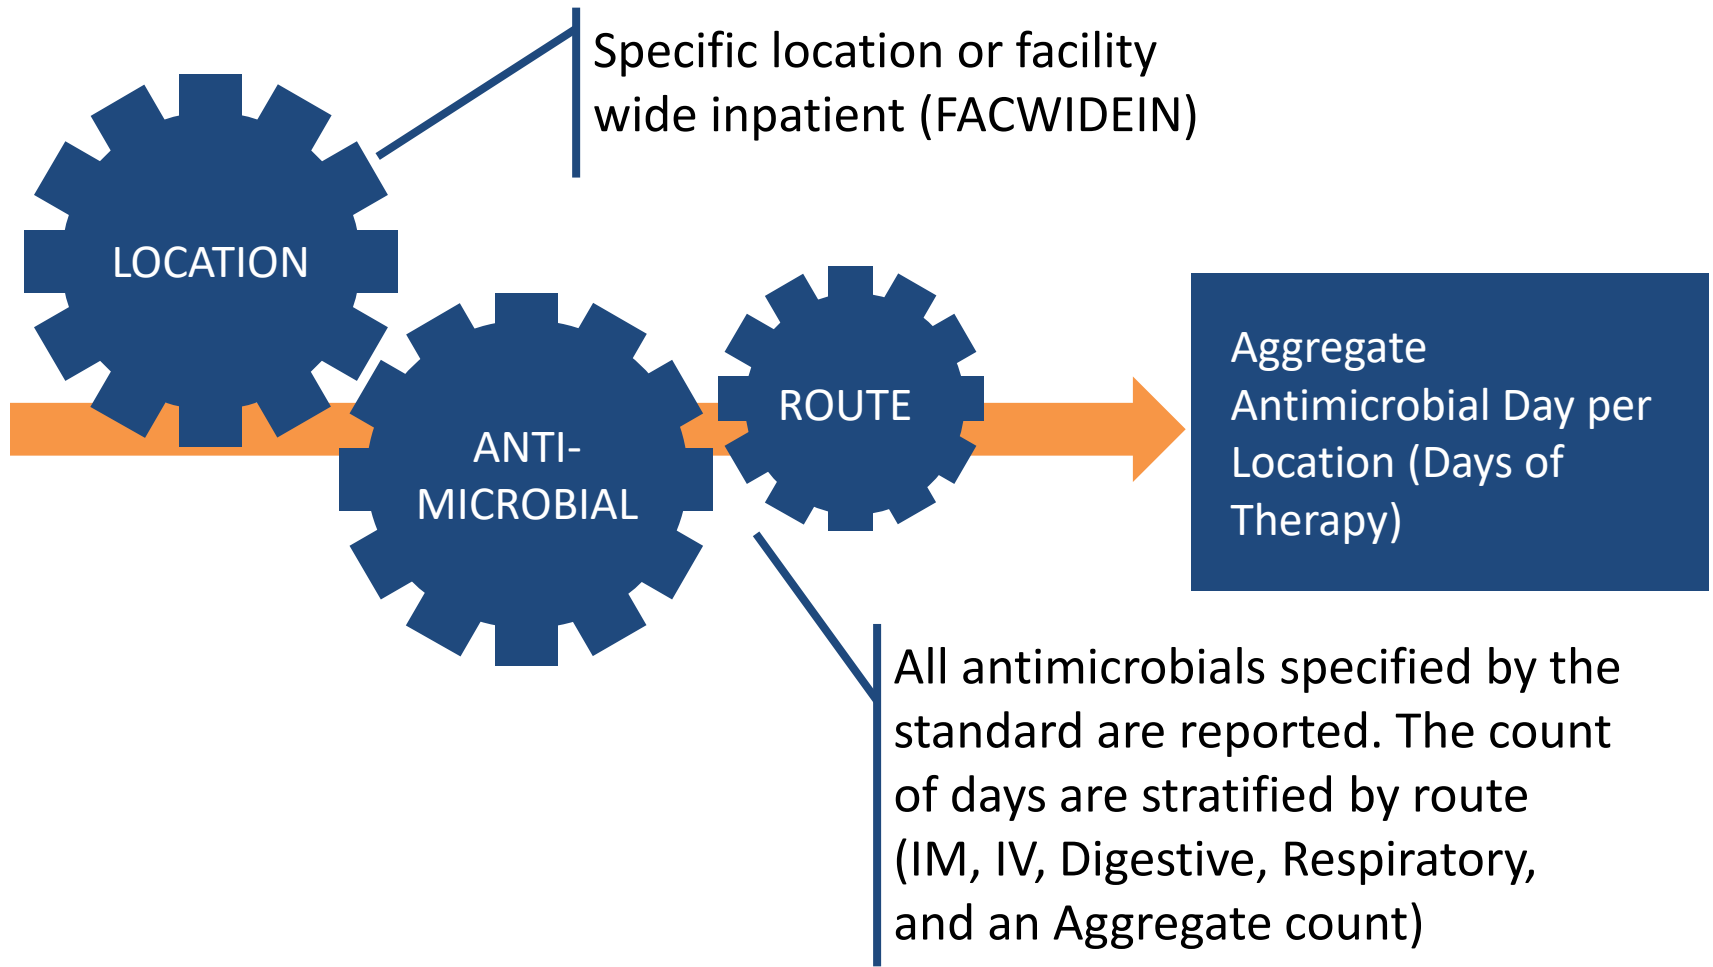 Specific location or facility
wide inpatient (FACWIDEIN)
LOCATION
ANTI-
MICROBIAL
ROUTE
Aggregate
Antimicrobial Day per
Location (Days of
Therapy)
All antimicrobials specified by the
standard are reported. The count
of days are stratified by route
(IM, IV, Digestive, Respiratory,
and an Aggregate count)